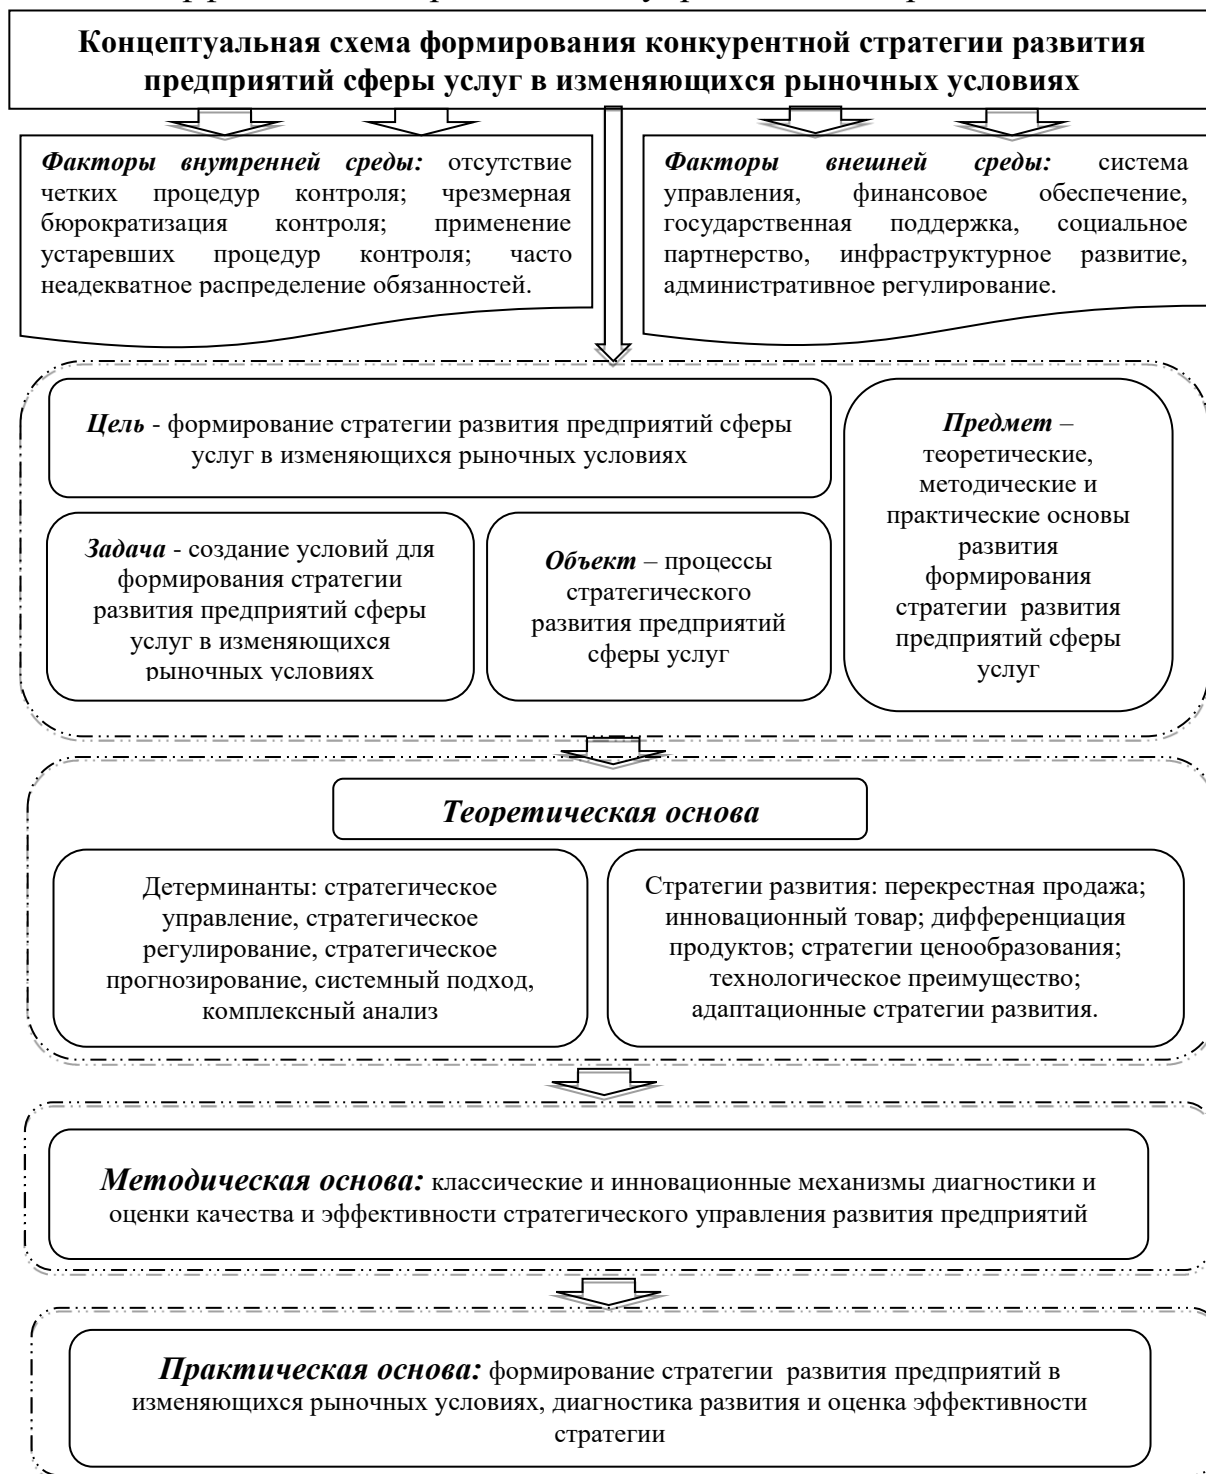 Концептуальная схема формирования конкурентной стратегии развития
предприятий сферы услуг в изменяющихся рыночных условиях
Факторы внутренней среды: отсутствие
четких процедур контроля; чрезмерная
бюрократизация контроля; применение
устаревших процедур контроля; часто
неадекватное распределение обязанностей.
Факторы внешней среды: система
управления, финансовое обеспечение,
государственная поддержка, социальное
партнерство, инфраструктурное развитие,
административное регулирование.
Цель - формирование стратегии развития предприятий сферы
услуг в изменяющихся рыночных условиях
Предмет –
теоретические,
методические и
практические основы
развития
формирования
стратегии  развития
предприятий сферы
услуг
Задача - создание условий для
формирования стратегии
развития предприятий сферы
услуг в изменяющихся
рыночных условиях
Объект – процессы
стратегического
развития предприятий
сферы услуг
Теоретическая основа
Детерминанты: стратегическое
управление, стратегическое
регулирование, стратегическое
прогнозирование, системный подход,
комплексный анализ
Стратегии развития: перекрестная продажа;
инновационный товар; дифференциация
продуктов; стратегии ценообразования;
технологическое преимущество;
адаптационные стратегии развития.
Методическая основа: классические и инновационные механизмы диагностики и
оценки качества и эффективности стратегического управления развития предприятий
Практическая основа: формирование стратегии  развития предприятий в
изменяющихся рыночных условиях, диагностика развития и оценка эффективности
стратегии